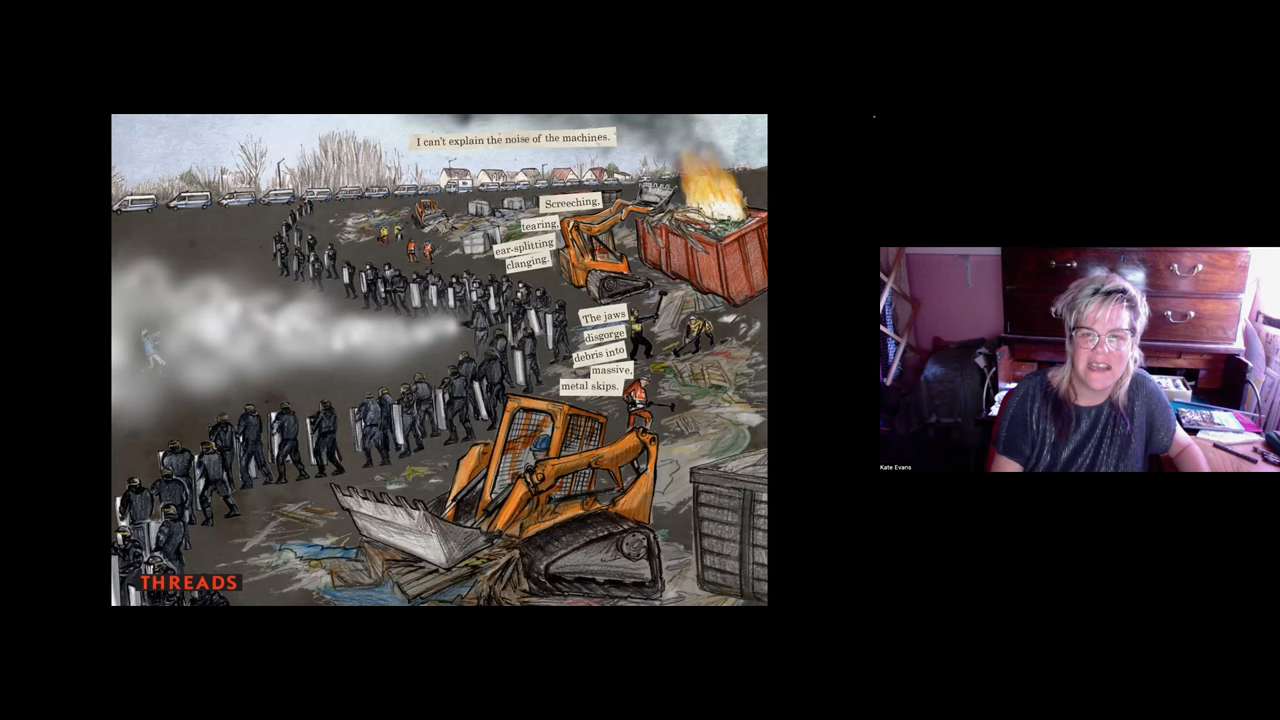 I can't explain the noise of the machines.
Screeching,
tearing,
ear-splitting
clanging.
The jaws
disgorge
debris into
massive,
metal skips.
THREADS
Kate Evans